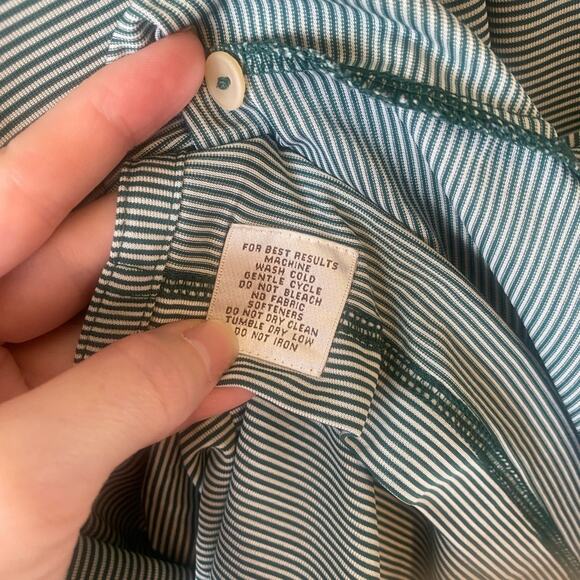 FOR BEST RESULTS
MACHINE
WASH COLD
GENTLE CYCLE
DO NOT BLEACH
NO FABRIC
SOFTENERS
DO NOT DRY CLEAN
TUMBLE DRY LOW
DO NOT IRON